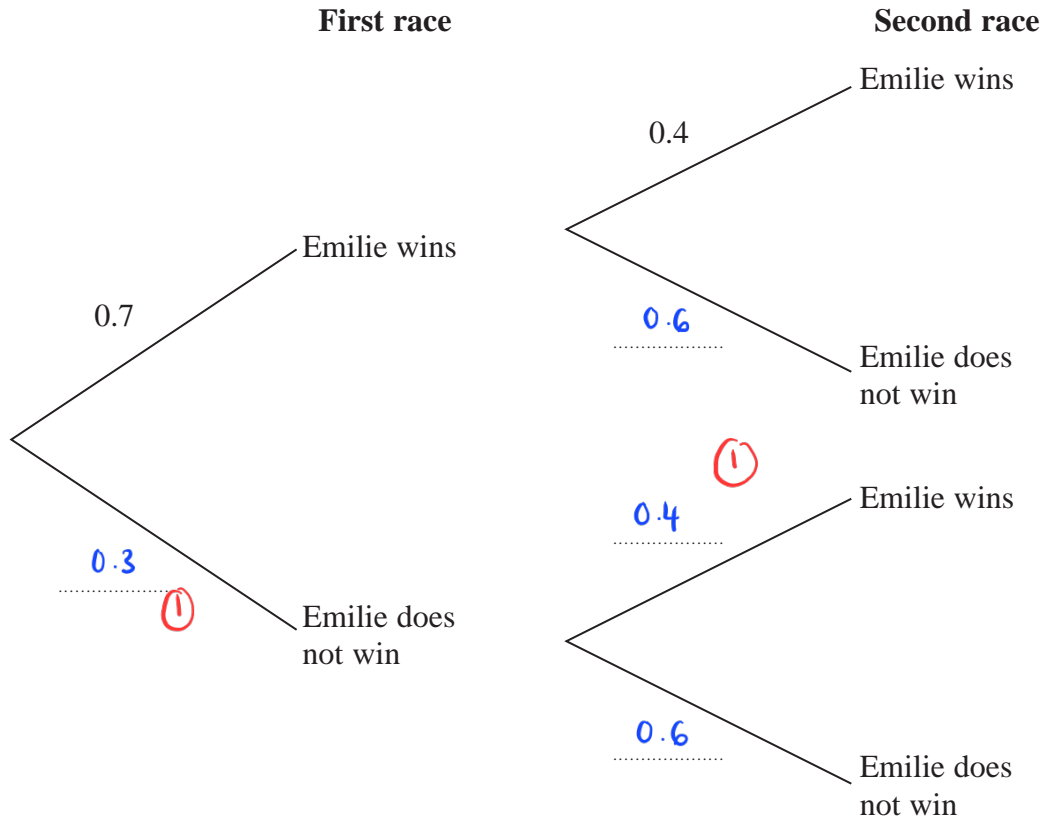 First race
Second race
Emilie wins
0.4
Emilie wins
0.7
0.6
Emilie does
not win
1
0.4
Emilie wins
0.3
1
Emilie does
not win
0.6
Emilie does
not win